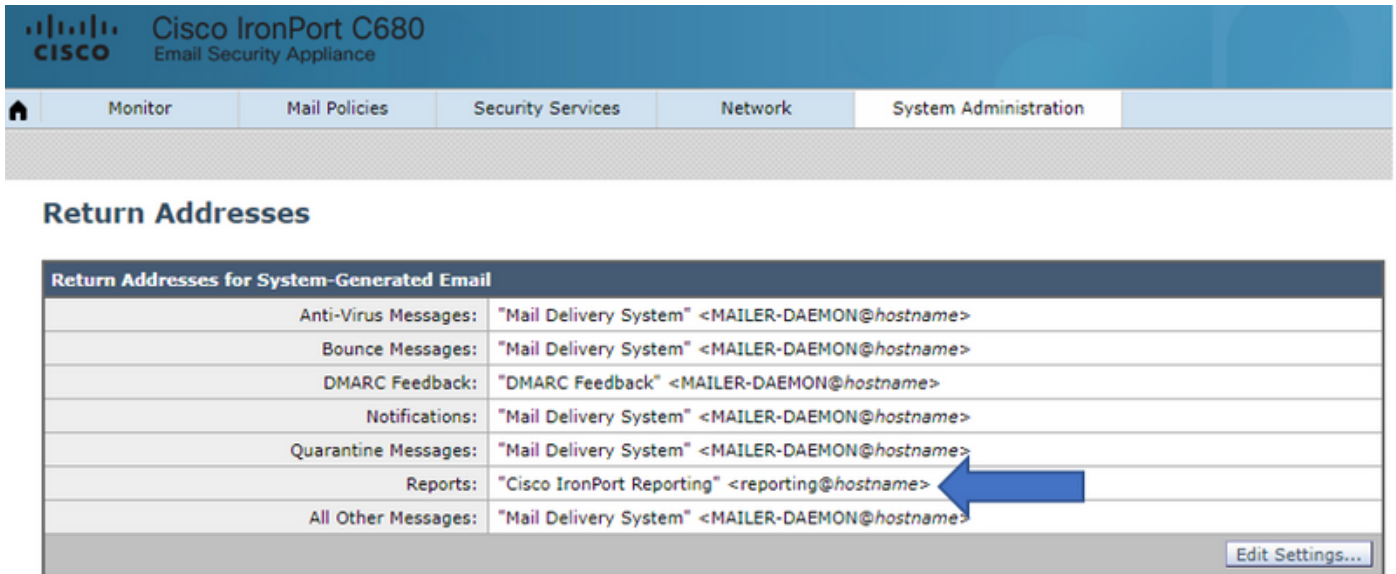 CISCO
Cisco IronPort C680
Email Security Appliance
Monitor Mail Policies Security Services Network System Administration
Return Addresses
Return Addresses for System-Generated Email
Anti-Virus Messages: "Mail Delivery System" <MAILER-DAEMON@hostname>
Bounce Messages: "Mail Delivery System" <MAILER-DAEMON@hostname>
DMARC Feedback: "DMARC Feedback" <MAILER-DAEMON@hostname>
Notifications: "Mail Delivery System" <MAILER-DAEMON@hostname>
Quarantine Messages: "Mail Delivery System" <MAILER-DAEMON@hostname>
Reports: "Cisco IronPort Reporting" <reporting@hostname>
All Other Messages: "Mail Delivery System" <MAILER-DAEMON@hostname>
Edit Settings...